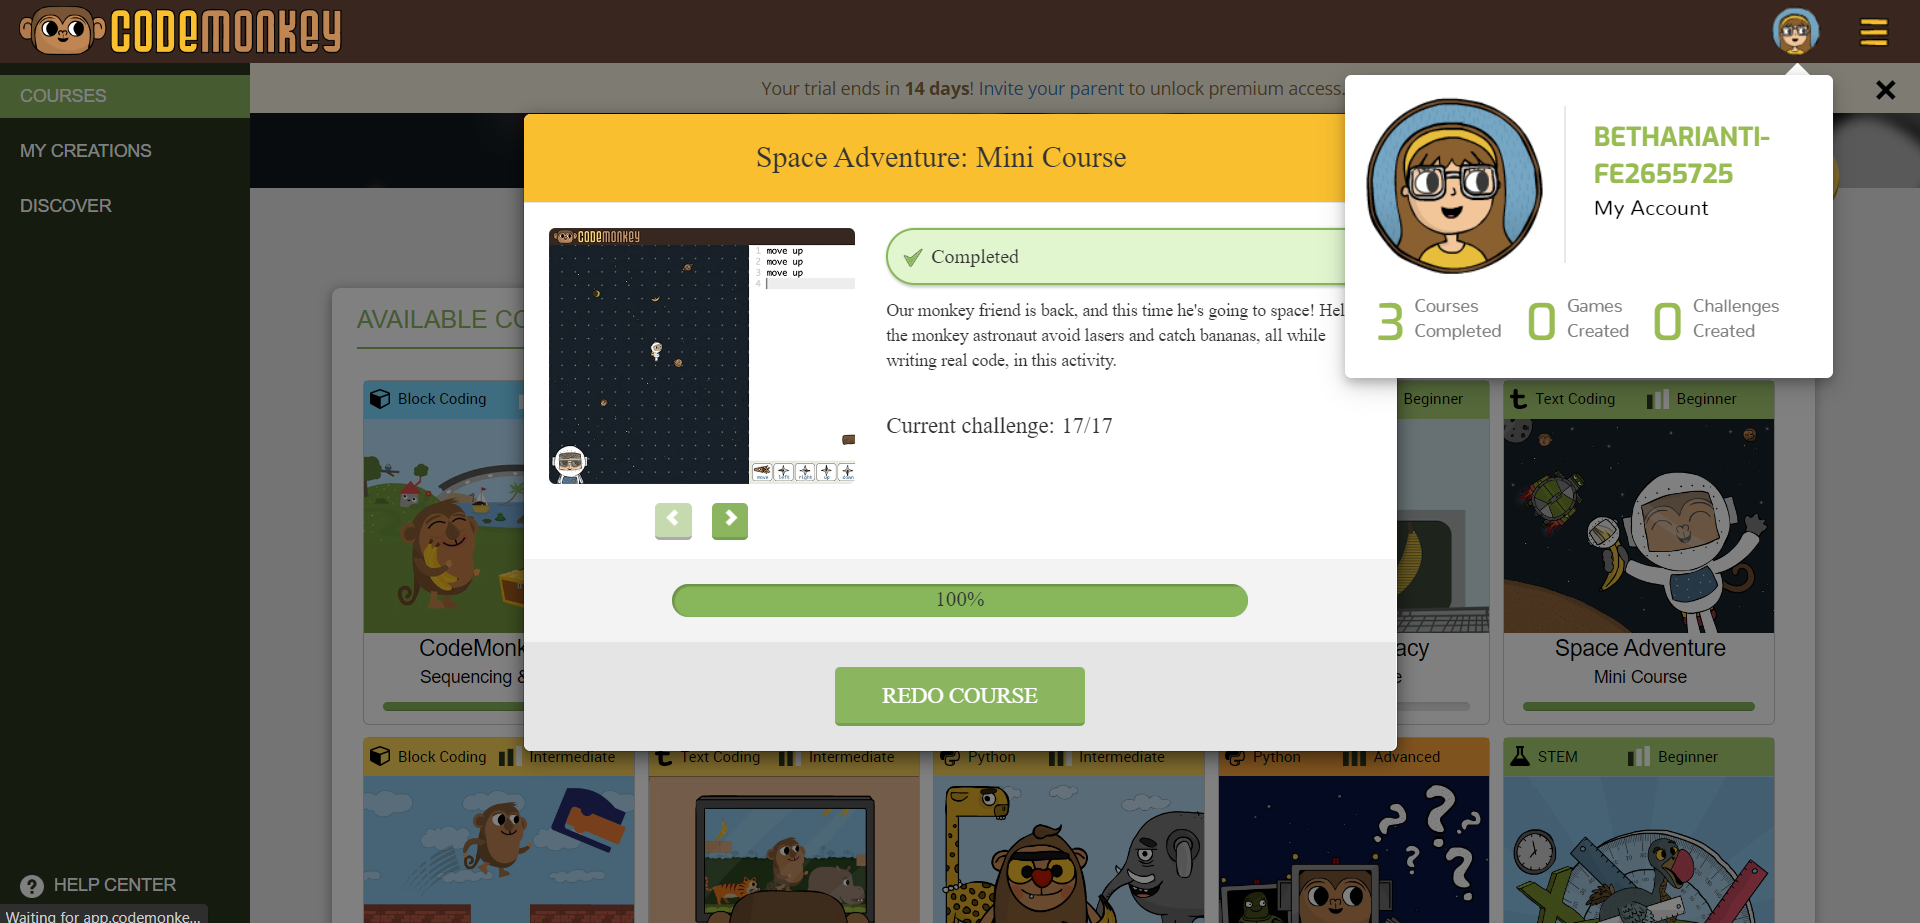 CODEMONKEY
COURSES
MY CREATIONS
DISCOVER
HELP CENTER
Waiting for app.codemonke...
Your trial ends in 14 days! Invite your parent to unlock premium access.
BETHARIANTI-
FE2655725
My Account
3 Courses Completed
0 Games Created
0 Challenges Created
Space Adventure: Mini Course
CODEMONKEY
1 move up
2 move up
3 move up
4
move left right up down
Completed
Our monkey friend is back, and this time he's going to space! Hel
the monkey astronaut avoid lasers and catch bananas, all while
writing real code, in this activity.
Current challenge: 17/17
100%
REDO COURSE
AVAILABLE CO
Block Coding
CodeMonk
Sequencing &
Beginner
acy
e
Text Coding Beginner
Space Adventure
Mini Course
Block Coding Intermediate
Text Coding Intermediate
Python Intermediate
Python Advanced
STEM Beginner